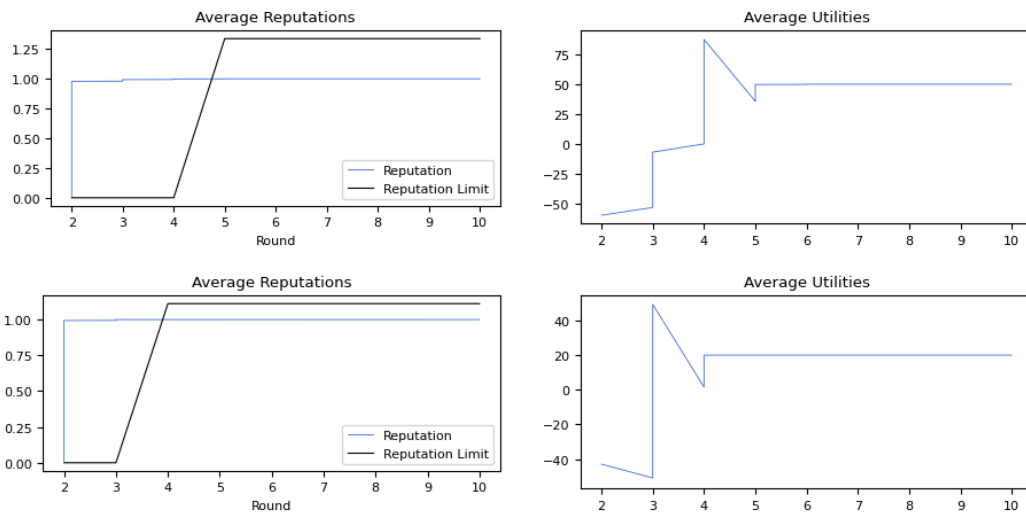 Average Reputations
1.25
1.00
0.75
0.50
0.25
0.00
Reputation
Reputation Limit
2 3 4 5 6 7 8 9 10
Round
Average Utilities
75
50
25
0
−25
−50
2 3 4 5 6 7 8 9 10
Average Reputations
1.00
0.75
0.50
0.25
0.00
Reputation
Reputation Limit
2 3 4 5 6 7 8 9 10
Round
Average Utilities
40
20
0
−20
−40
2 3 4 5 6 7 8 9 10